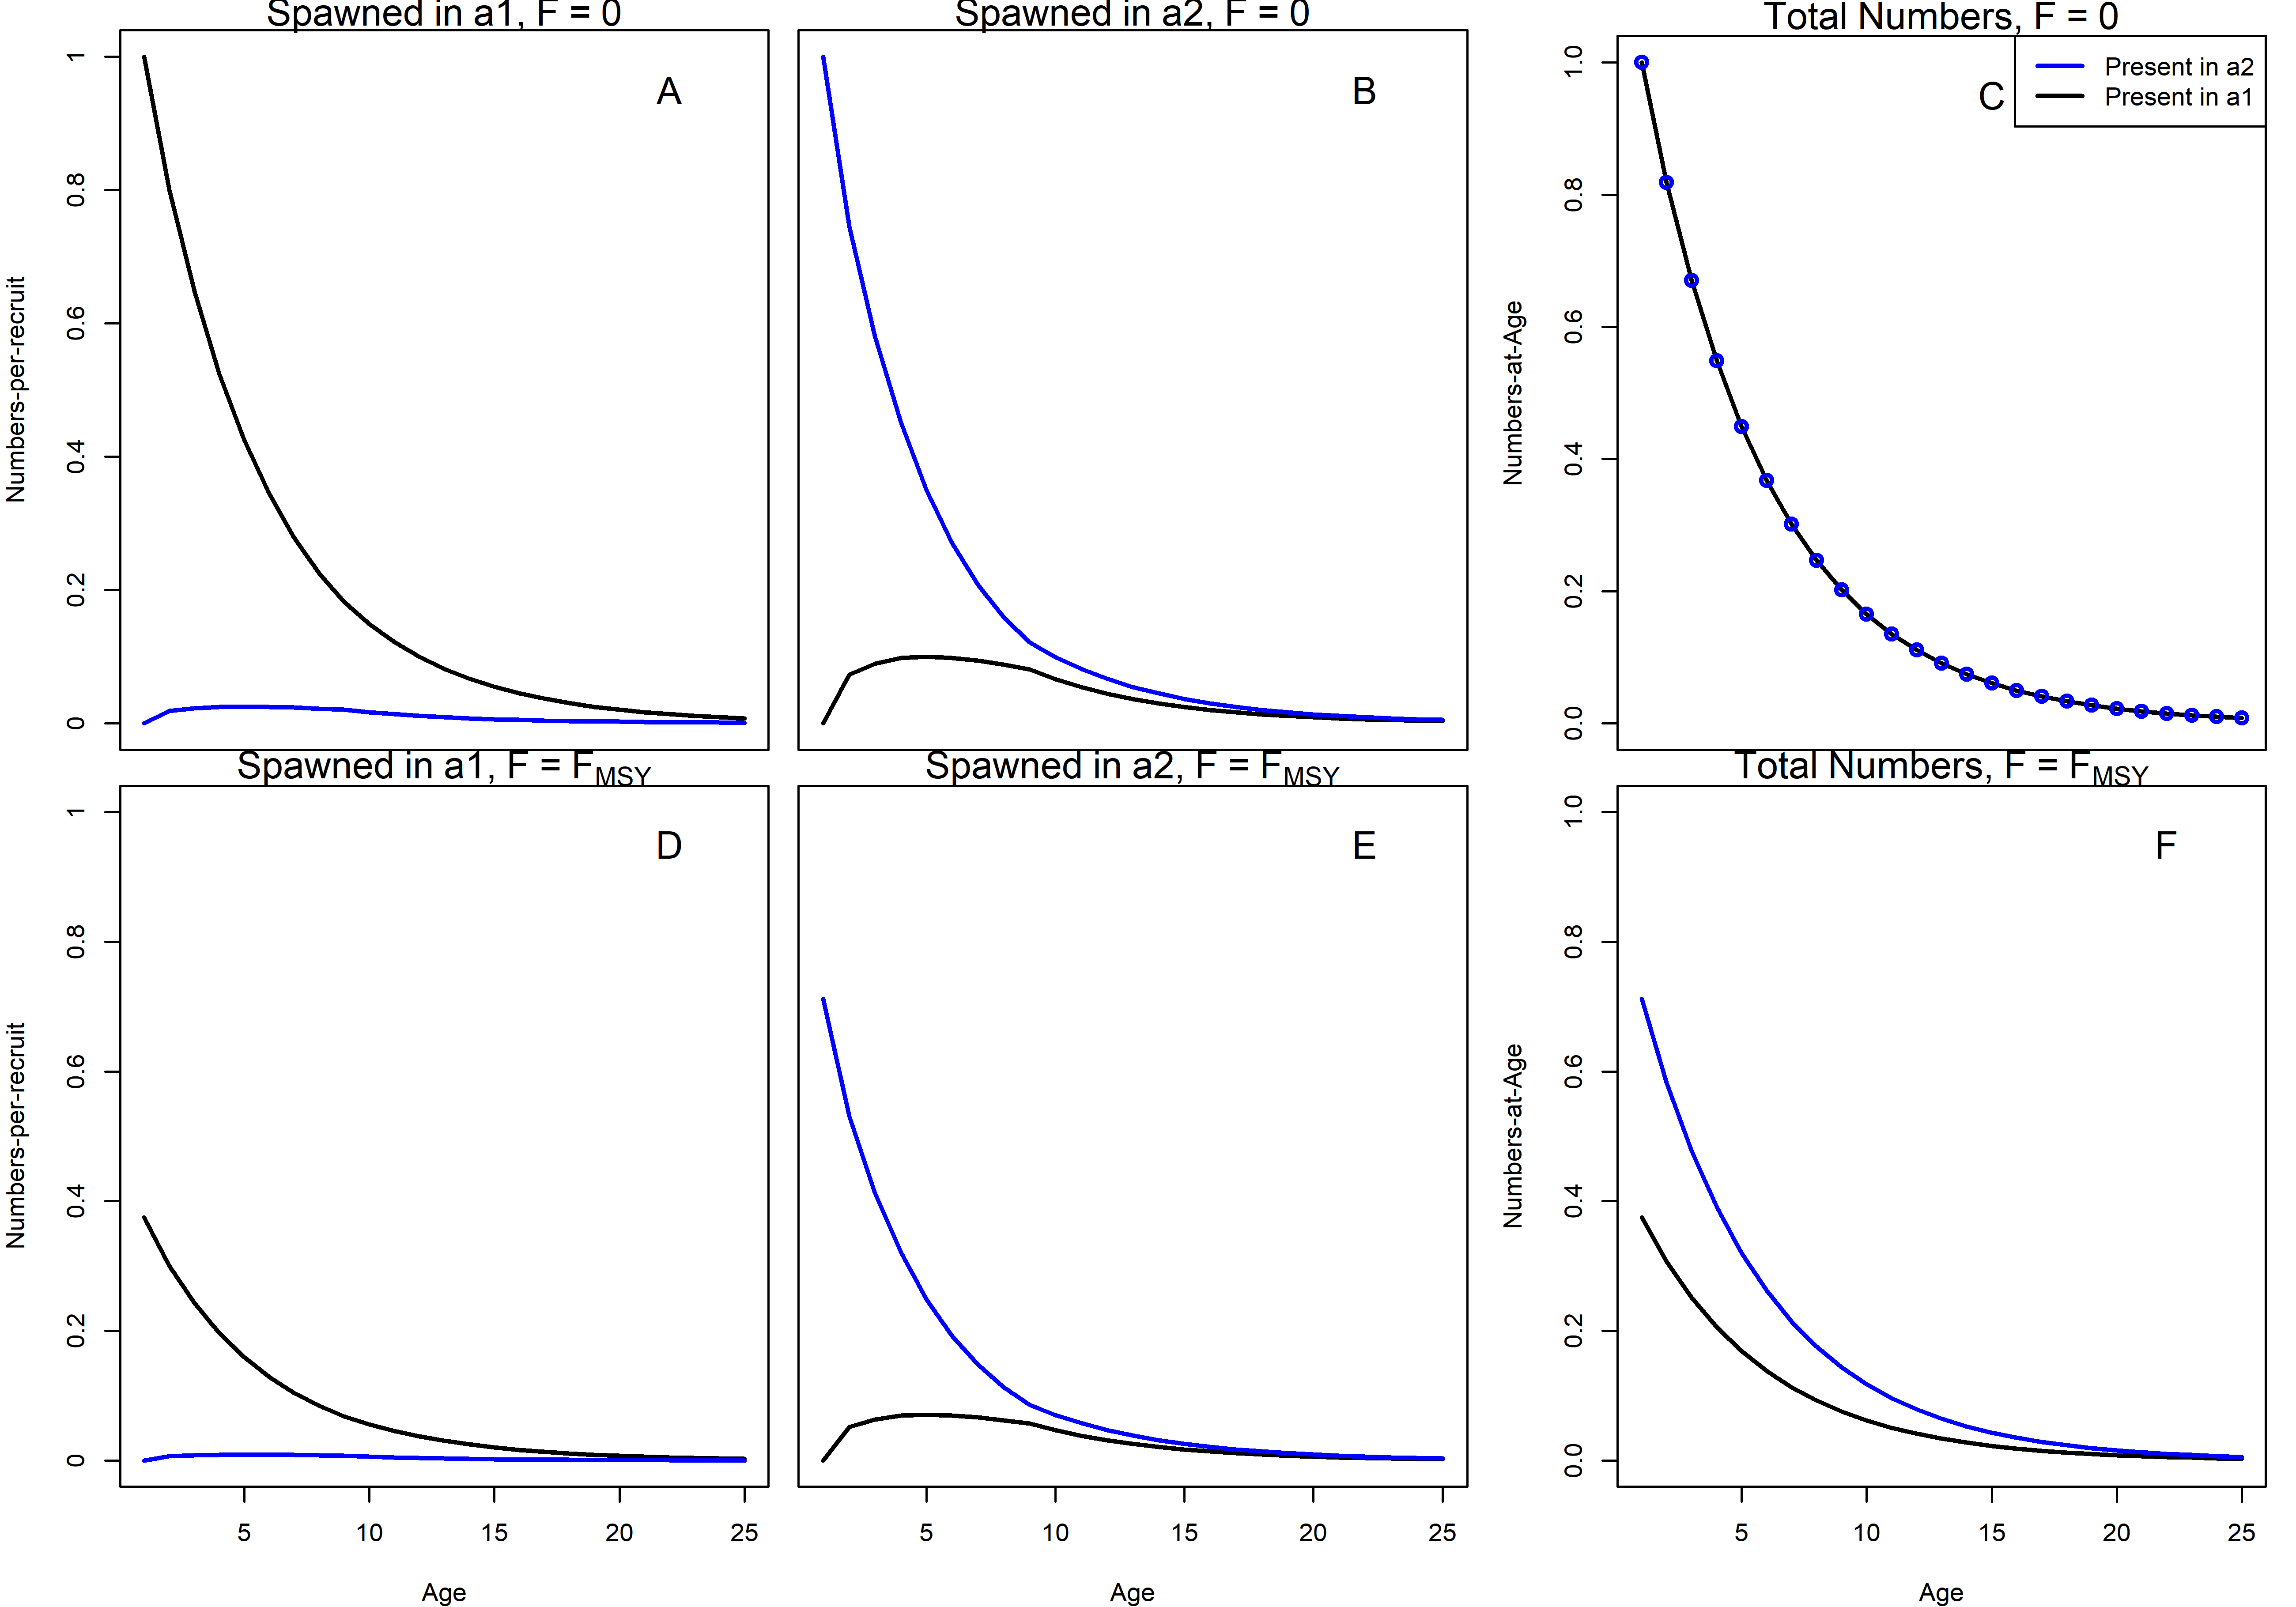 Spawned in a1, F = 0
Spawned in a2, F = 0
Total Numbers, F = 0
A
B
C
Present in a2
Present in a1
Numbers-per-recruit
1
0.8
0.6
0.4
0.2
0
Numbers-at-Age
1.0
0.8
0.6
0.4
0.2
0.0
Spawned in a1, F = FMSY
Spawned in a2, F = FMSY
Total Numbers, F = FMSY
D
E
F
Numbers-per-recruit
1
0.8
0.6
0.4
0.2
0
Numbers-at-Age
1.0
0.8
0.6
0.4
0.2
0.0
5 10 15 20 25
5 10 15 20 25
5 10 15 20 25
Age
Age
Age